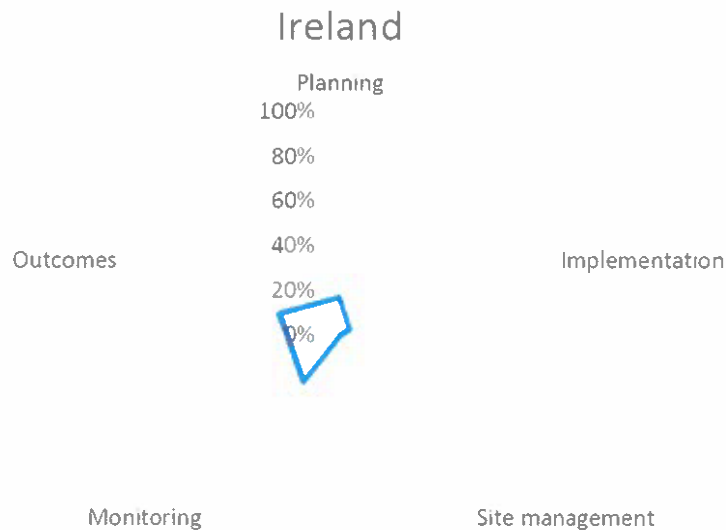 Ireland
Planning
100%
80%
60%
40%
20%
0%
Outcomes
Implementation
Monitoring
Site management